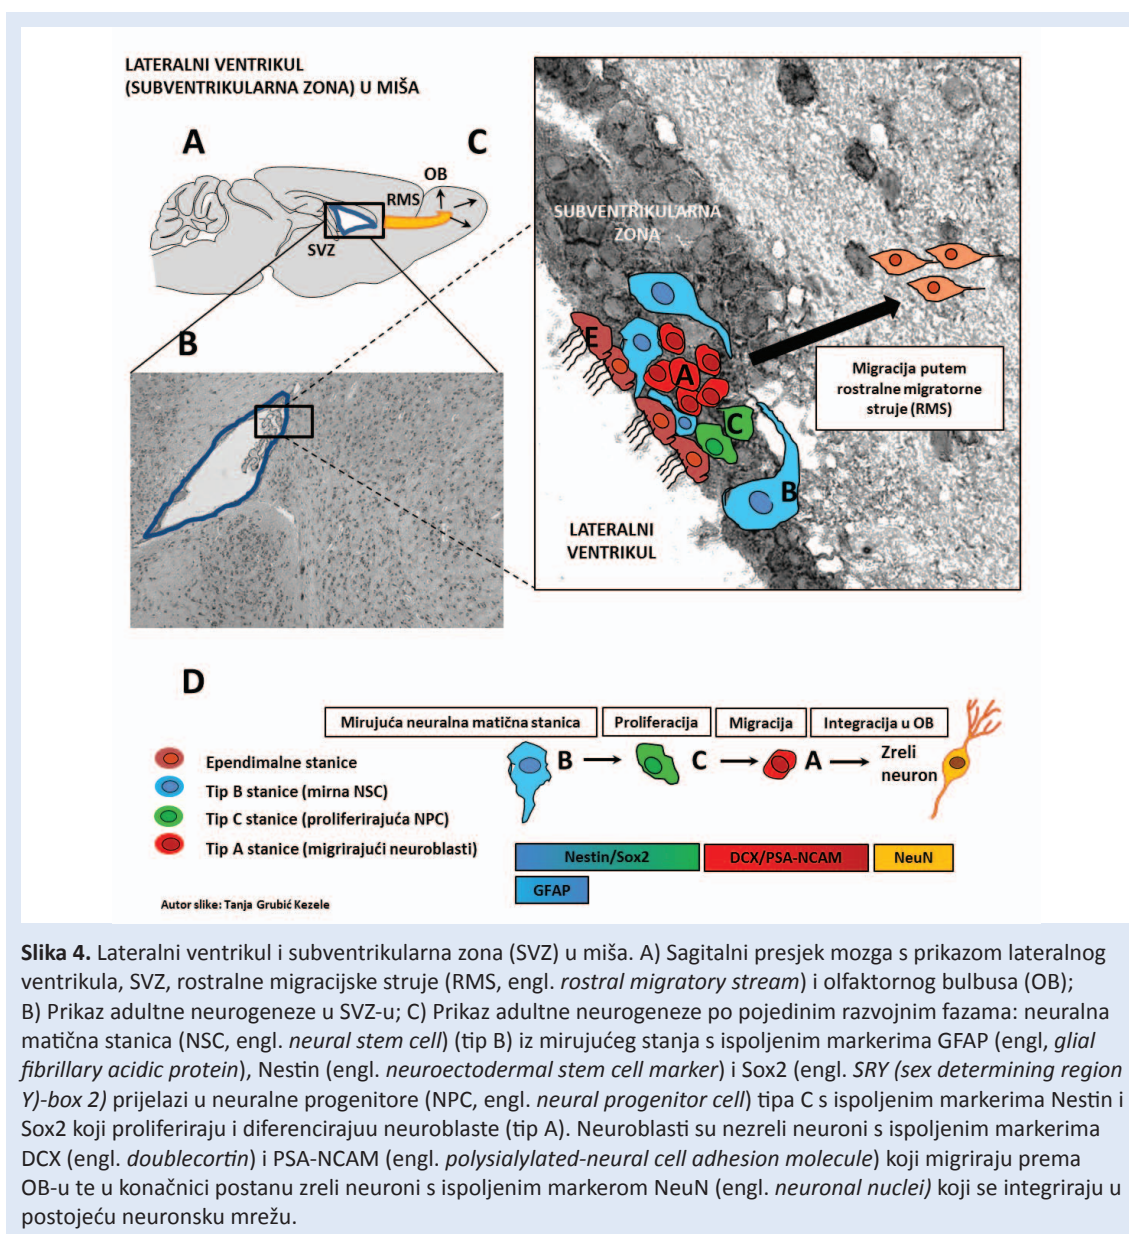 LATERALNI VENTRIKUL
(SUBVENTRIKULARNA ZONA) U MIŠA
A
C
OB
RMS
SVZ
B
SUBVENTRIKULARNA
ZONA
E
A
C
B
Migracija putem
rostralne migratorne
struje (RMS)
LATERALNI
VENTRIKUL
D
Mirujuća neuralna matična stanica
Proliferacija
Migracija
Integracija u OB
Ependimalne stanice
Tip B stanice (mirna NSC)
Tip C stanice (proliferirajuća NPC)
Tip A stanice (migrirajući neuroblasti)
B
C
A
Zreli
neuron
Nestin/Sox2
DCX/PSA-NCAM
NeuN
GFAP
Autor slike: Tanja Grubić Kezele
Slika 4. Lateralni ventrikul i subventrikularna zona (SVZ) u miša. A) Sagitalni presjek mozga s prikazom lateralnog
ventrikula, SVZ, rostralne migracijske struje (RMS, engl. rostral migratory stream) i olfaktornog bulbusa (OB);
B) Prikaz adultne neurogeneze u SVZ-u; C) Prikaz adultne neurogeneze po pojedinim razvojnim fazama: neuralna
matična stanica (NSC, engl. neural stem cell) (tip B) iz mirujućeg stanja s ispoljenim markerima GFAP (engl, glial
fibrillary acidic protein), Nestin (engl. neuroectodermal stem cell marker) i Sox2 (engl. SRY (sex determining region
Y)-box 2) prijelazi u neuralne progenitore (NPC, engl. neural progenitor cell) tipa C s ispoljenim markerima Nestin i
Sox2 koji proliferiraju i diferencirajuu neuroblaste (tip A). Neuroblasti su nezreli neuroni s ispoljenim markerima
DCX (engl. doublecortin) i PSA-NCAM (engl. polysialylated-neural cell adhesion molecule) koji migriraju prema
OB-u te u konačnici postanu zreli neuroni s ispoljenim markerom NeuN (engl. neuronal nuclei) koji se integriraju u
postojeću neuronsku mrežu.